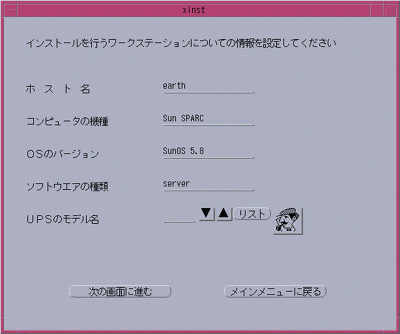 xinst
インストールを行うワークステーションについての情報を設定してください
ホ スト 名 earth
コンピュータの機種 Sun SPARC
OSのバージョン SunOS 5.8
ソフトウエアの種類 server
UPSのモデル名 ▼ ▲ リスト
次の画面に進む メインメニューに戻る